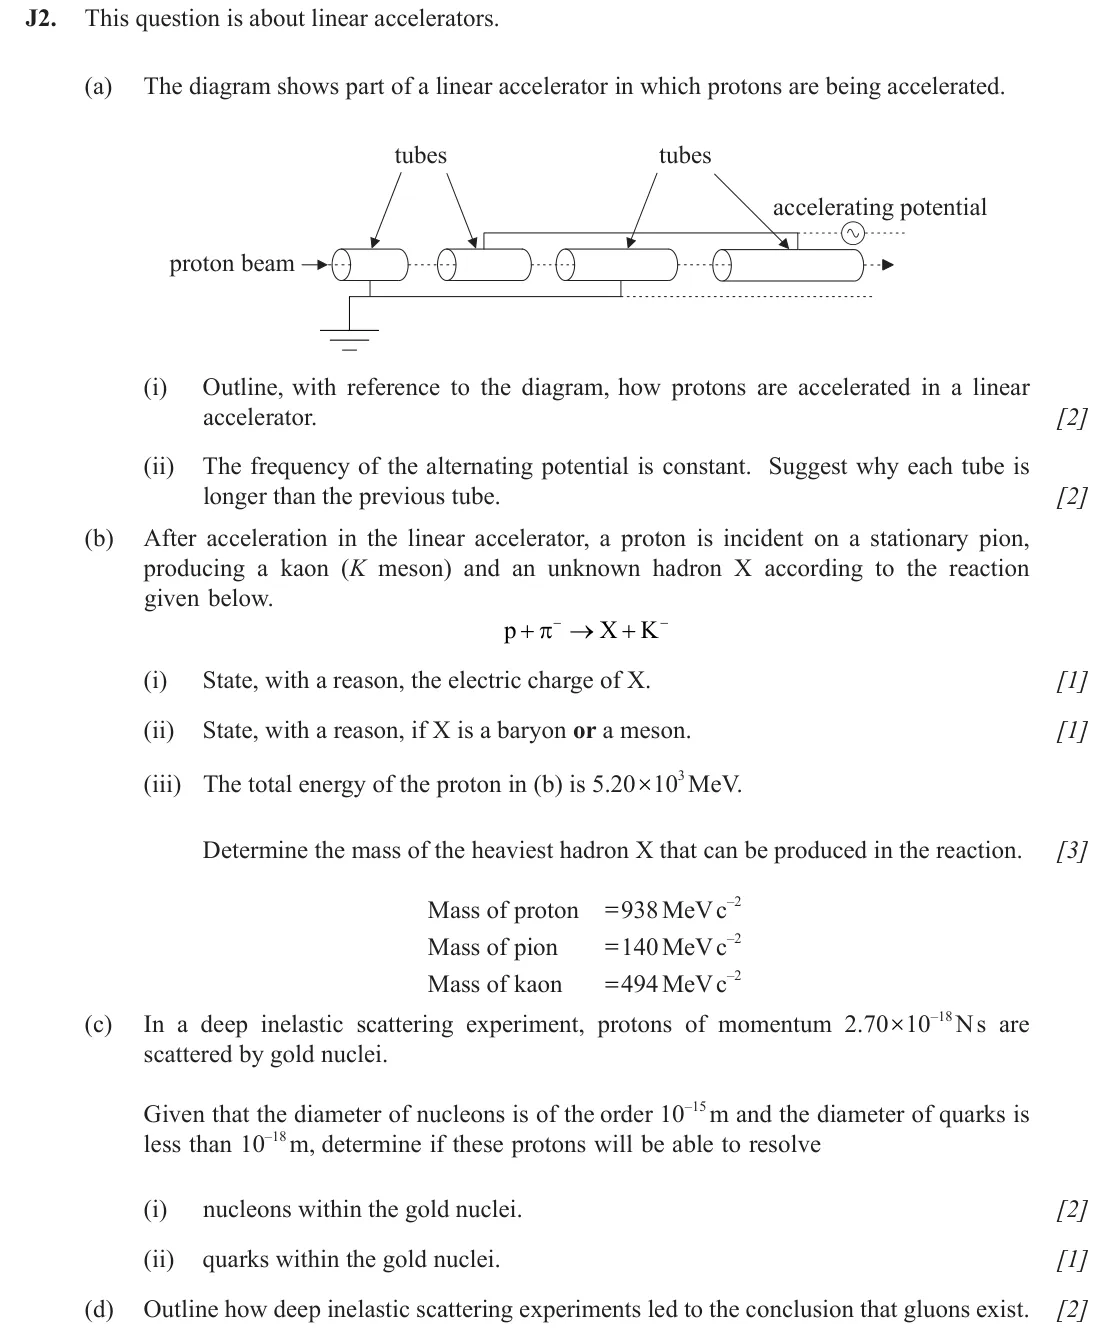 J2. This question is about linear accelerators.
(a) The diagram shows part of a linear accelerator in which protons are being accelerated.
tubes tubes
accelerating potential
proton beam
(i) Outline, with reference to the diagram, how protons are accelerated in a linear
accelerator. [2]
(ii) The frequency of the alternating potential is constant. Suggest why each tube is
longer than the previous tube. [2]
(b) After acceleration in the linear accelerator, a proton is incident on a stationary pion,
producing a kaon (K meson) and an unknown hadron X according to the reaction
given below.
p + π⁻ → X + K⁻
(i) State, with a reason, the electric charge of X. [1]
(ii) State, with a reason, if X is a baryon or a meson. [1]
(iii) The total energy of the proton in (b) is 5.20×10³ MeV.
Determine the mass of the heaviest hadron X that can be produced in the reaction. [3]
Mass of proton = 938 MeV c⁻²
Mass of pion = 140 MeV c⁻²
Mass of kaon = 494 MeV c⁻²
(c) In a deep inelastic scattering experiment, protons of momentum 2.70×10⁻¹⁸ N s are
scattered by gold nuclei.
Given that the diameter of nucleons is of the order 10⁻¹⁵ m and the diameter of quarks is
less than 10⁻¹⁸ m, determine if these protons will be able to resolve
(i) nucleons within the gold nuclei. [2]
(ii) quarks within the gold nuclei. [1]
(d) Outline how deep inelastic scattering experiments led to the conclusion that gluons exist. [2]